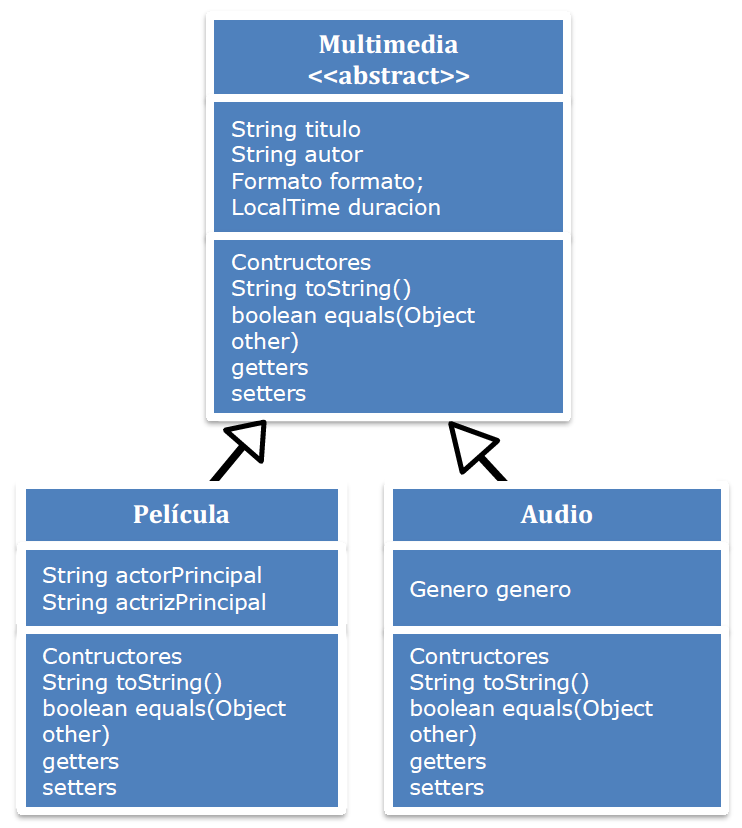 Multimedia
<<abstract>>
String titulo
String autor
Formato formato;
LocalTime duracion
Contructores
String toString()
boolean equals(Object
other)
getters
setters
Película
String actorPrincipal
String actrizPrincipal
Contructores
String toString()
boolean equals(Object
other)
getters
setters
Audio
Genero genero
Contructores
String toString()
boolean equals(Object
other)
getters
setters